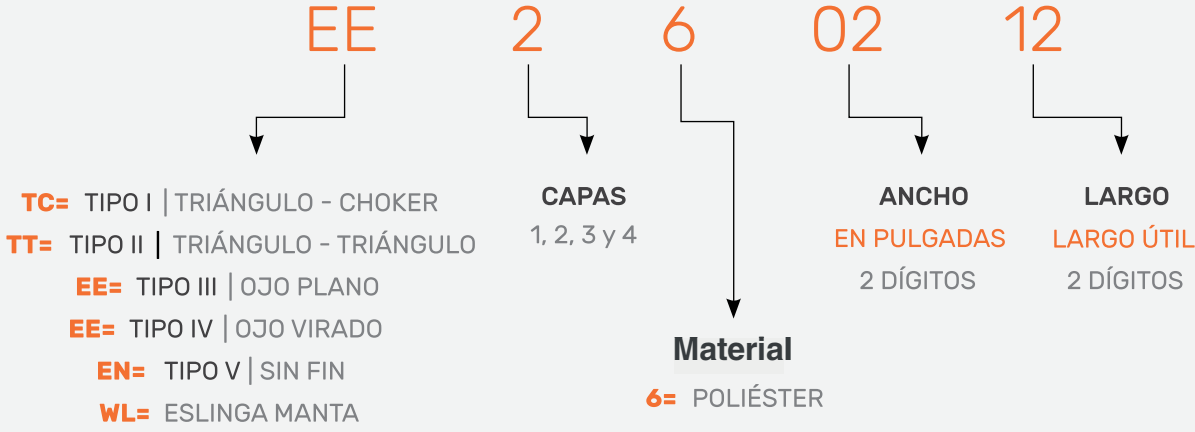 EE 2 6 02 12
TC= TIPO I | TRIÁNGULO - CHOKER
TT= TIPO II | TRIÁNGULO - TRIÁNGULO
EE= TIPO III | OJO PLANO
EE= TIPO IV | OJO VIRADO
EN= TIPO V | SIN FIN
WL= ESLINGA MANTA
CAPAS
1, 2, 3 y 4
Material
6= POLIÉSTER
ANCHO
EN PULGADAS
2 DÍGITOS
LARGO
LARGO ÚTIL
2 DÍGITOS